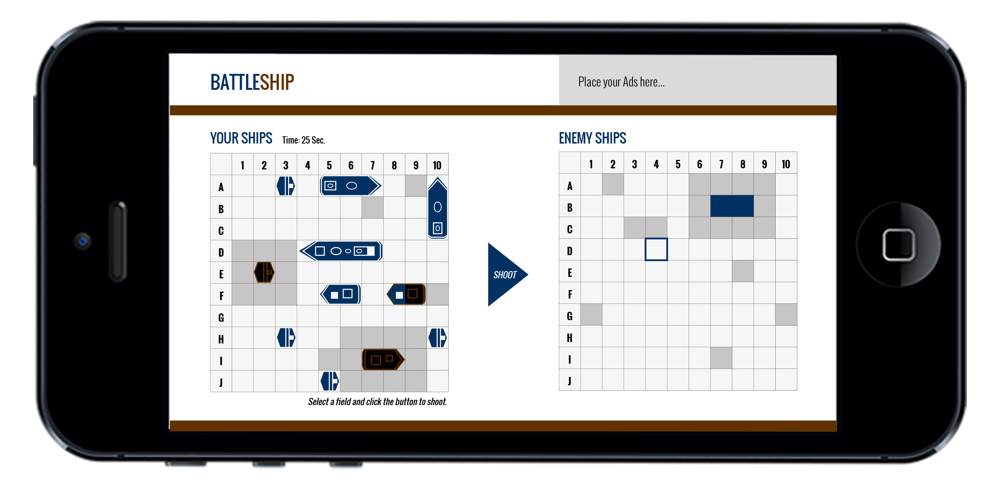 BATTLESHIP
Place your Ads here...
YOUR SHIPS Time: 25 Sec.
1 2 3 4 5 6 7 8 9 10
A
B
C
D
E
F
G
H
I
J
Select a field and click the button to shoot.
SHOOT
ENEMY SHIPS
1 2 3 4 5 6 7 8 9 10
A
B
C
D
E
F
G
H
I
J